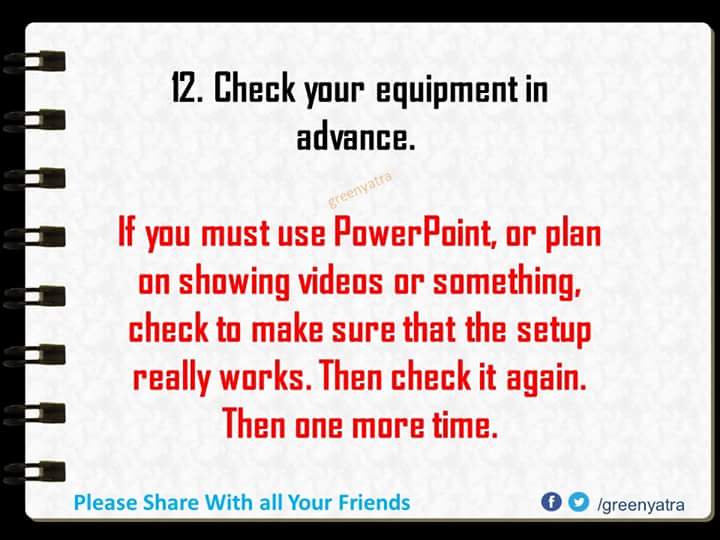 12. Check your equipment in
advance.
greenyatra
If you must use PowerPoint, or plan
on showing videos or something,
check to make sure that the setup
really works. Then check it again.
Then one more time.
Please Share With all Your Friends
/greenyatra